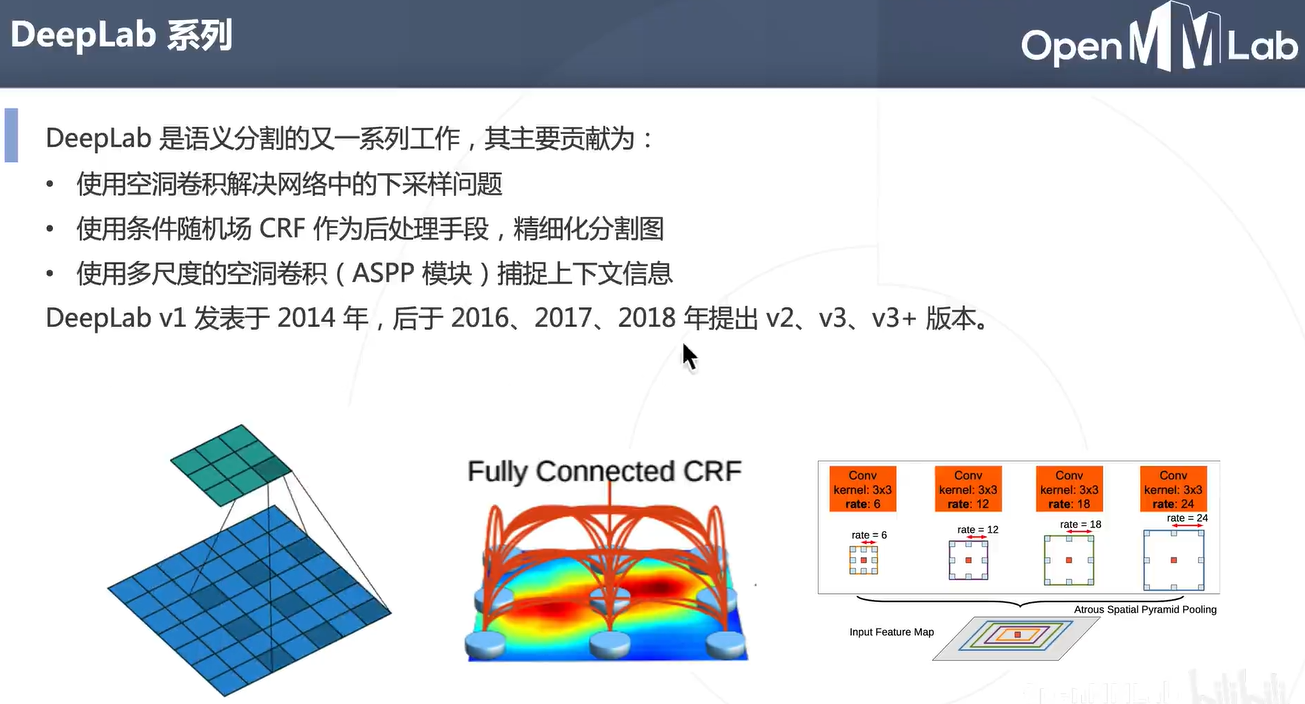 DeepLab 系列
OpenMMLab
DeepLab 是语义分割的又一系列工作，其主要贡献为：
• 使用空洞卷积解决网络中的下采样问题
• 使用条件随机场 CRF 作为后处理手段，精细化分割图
• 使用多尺度的空洞卷积（ASPP 模块）捕捉上下文信息
DeepLab v1 发表于 2014 年，后于 2016、2017、2018 年提出 v2、v3、v3+ 版本。
Fully Connected CRF
Conv
kernel: 3x3
rate: 6
Conv
kernel: 3x3
rate: 12
Conv
kernel: 3x3
rate: 18
Conv
kernel: 3x3
rate: 24
rate = 6
rate = 12
rate = 18
rate = 24
Atrous Spatial Pyramid Pooling
Input Feature Map
bilibili